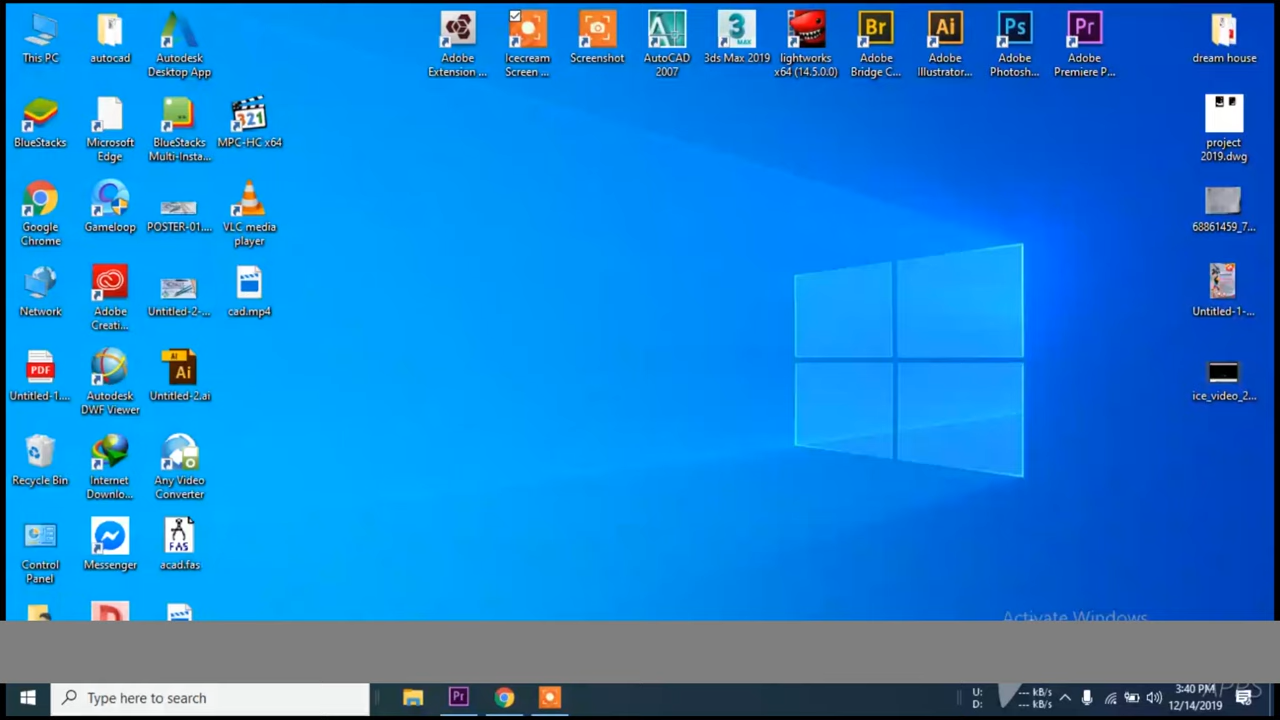 This PC
autocad
Autodesk
Desktop App
Adobe
Extension ...
Icecream
Screen ...
Screenshot
AutoCAD
2007
3ds Max 2019
lightworks
x64 (14.5.0.0)
Adobe
Bridge C...
Adobe
Illustrator...
Adobe
Photosh...
Adobe
Premiere P...
dream house
BlueStacks
Microsoft
Edge
BlueStacks
Multi-Insta...
MPC-HC x64
project
2019.dwg
Google
Chrome
Gameloop
POSTER-01....
VLC media
player
68861459_7...
Network
Adobe
Creati...
Untitled-2-...
cad.mp4
Untitled-1-...
Untitled-1....
Autodesk
DWF Viewer
Untitled-2.ai
ice_video_2...
Recycle Bin
Internet
Downlo...
Any Video
Converter
Control
Panel
Messenger
acad.fas
Activate Windows
Type here to search
U: --- kB/s
D: --- kB/s
3:40 PM
12/14/2019